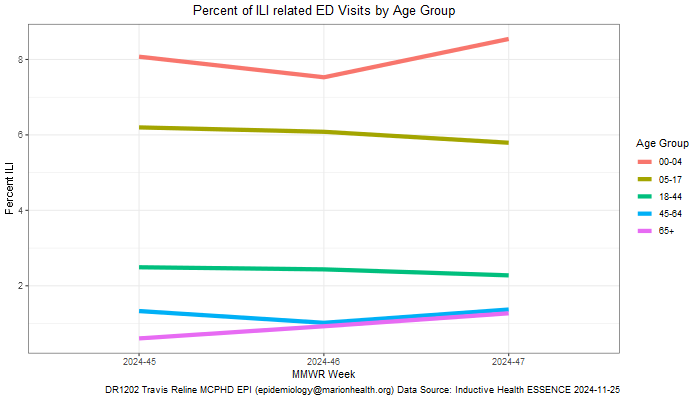 Percent of ILI related ED Visits by Age Group
Percent ILI
8
6
4
2
2024-45
2024-46
2024-47
MMWR Week
Age Group
00-04
05-17
18-44
45-64
65+
DR1202 Travis Reline MCPHD EPI (epidemiology@marionhealth.org) Data Source: Inductive Health ESSENCE 2024-11-25